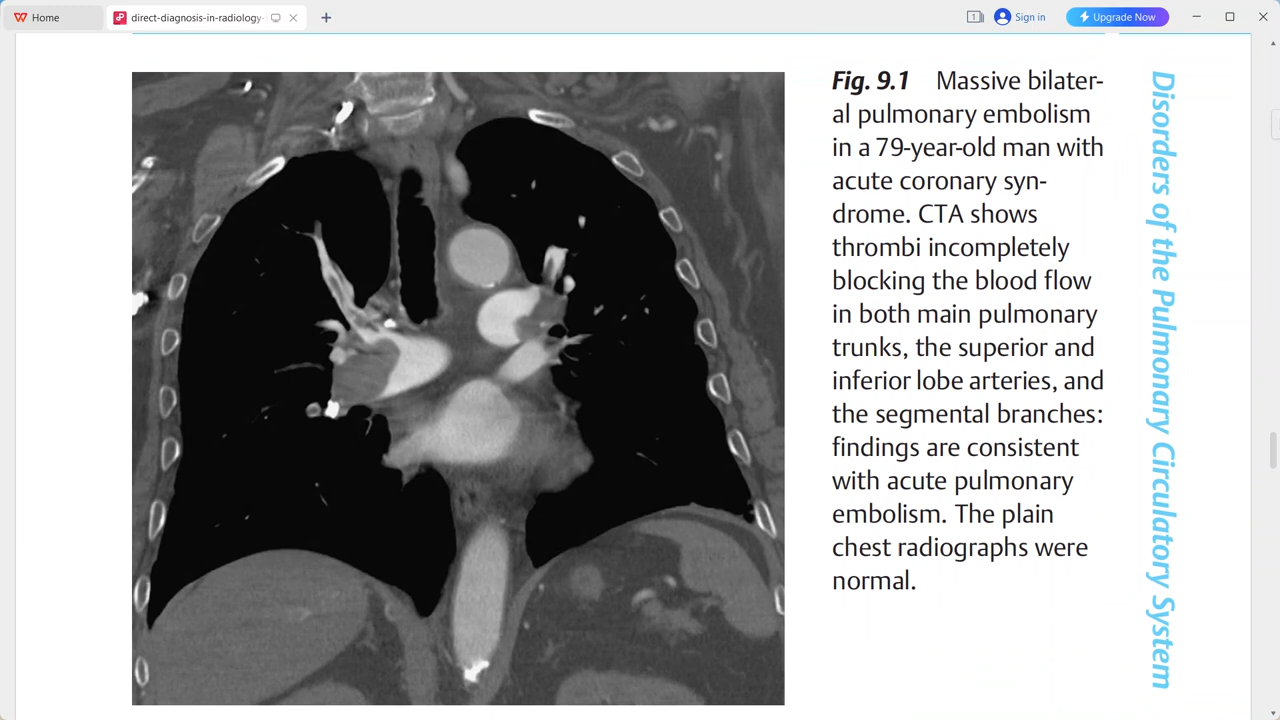 Home
direct-diagnosis-in-radiology-
1
Sign in
Upgrade Now
Fig. 9.1 Massive bilater-
al pulmonary embolism
in a 79-year-old man with
acute coronary syn-
drome. CTA shows
thrombi incompletely
blocking the blood flow
in both main pulmonary
trunks, the superior and
inferior lobe arteries, and
the segmental branches:
findings are consistent
with acute pulmonary
embolism. The plain
chest radiographs were
normal.
Disorders of the Pulmonary Circulatory System